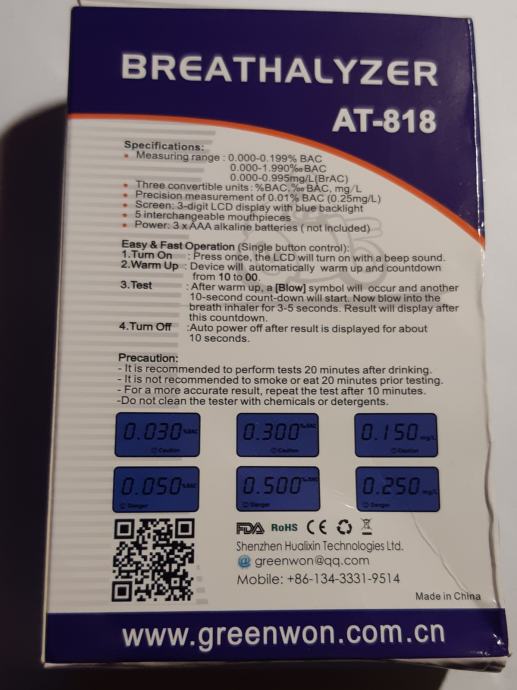 BREATHALYZER
AT-818
Specifications:
• Measuring range : 0.000-0.199% BAC
0.000-1.990‰ BAC
0.000-0.995mg/L(BrAC)
• Three convertible units : %BAC,‰ BAC, mg/L
• Precision measurement of 0.01% BAC (0.25mg/L)
• Screen: 3-digit LCD display with blue backlight
• 5 interchangeable mouthpieces
• Power: 3 x AAA alkaline batteries ( not included)
Easy & Fast Operation (Single button control):
1.Turn On : Press once, the LCD will turn on with a beep sound.
2.Warm Up : Device will automatically warm up and countdown
from 10 to 00.
3.Test : After warm up, a [Blow] symbol will occur and another
10-second count-down will start. Now blow into the
breath inhaler for 3-5 seconds. Result will display after
this countdown.
4.Turn Off :Auto power off after result is displayed for about
10 seconds.
Precaution:
- It is recommended to perform tests 20 minutes after drinking.
- It is not recommended to smoke or eat 20 minutes prior testing.
- For a more accurate result, repeat the test after 10 minutes.
-Do not clean the tester with chemicals or detergents.
0.030 %BAC 0.300 ‰BAC 0.150 mg/L
Caution Caution Caution
0.050 %BAC 0.500 ‰BAC 0.250 mg/L
Danger Danger Danger
FDA RoHS CE
Shenzhen Hualixin Technologies Ltd.
greenwon@qq.com
Mobile: +86-134-3331-9514
Made in China
www.greenwon.com.cn